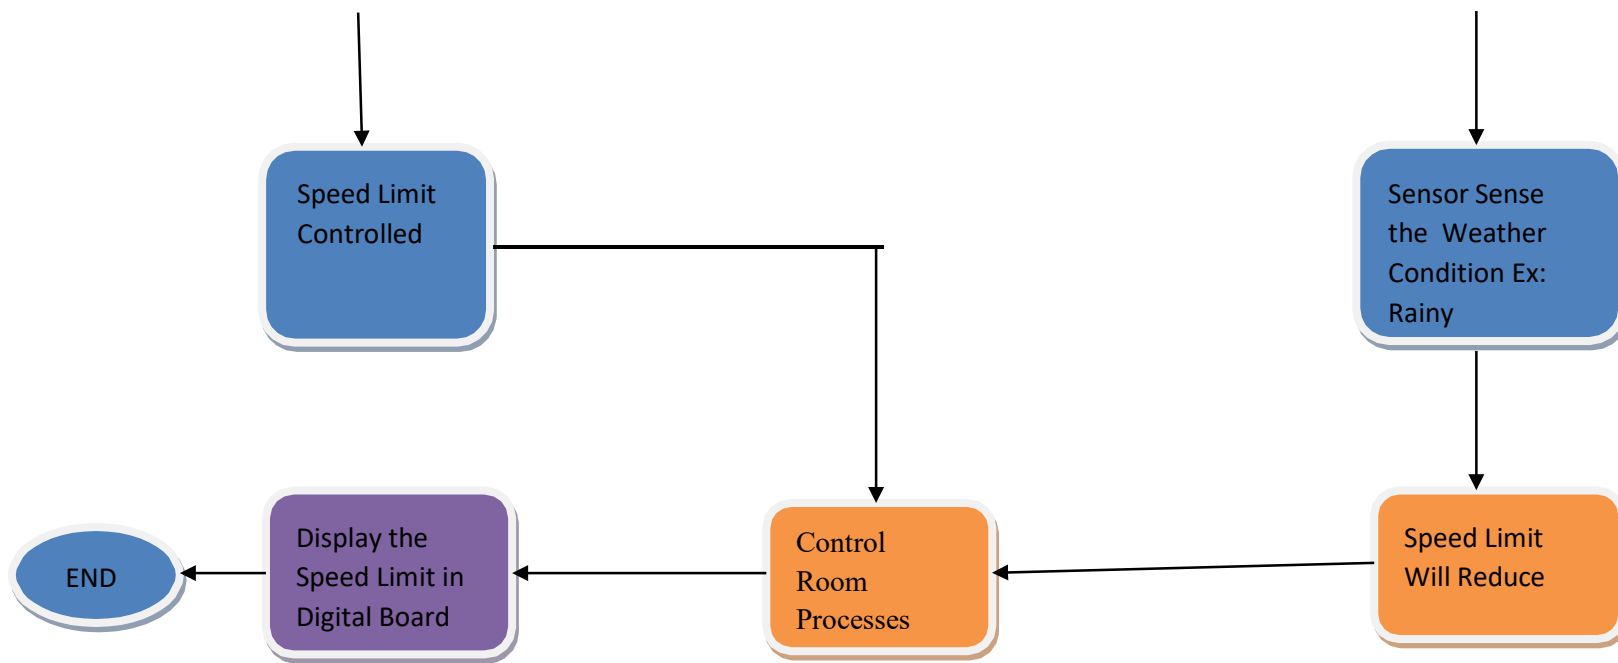 Speed Limit
Controlled
Sensor Sense
the  Weather
Condition Ex:
Rainy
END
Display the
Speed Limit in
Digital Board
Control
Room
Processes
Speed Limit
Will Reduce